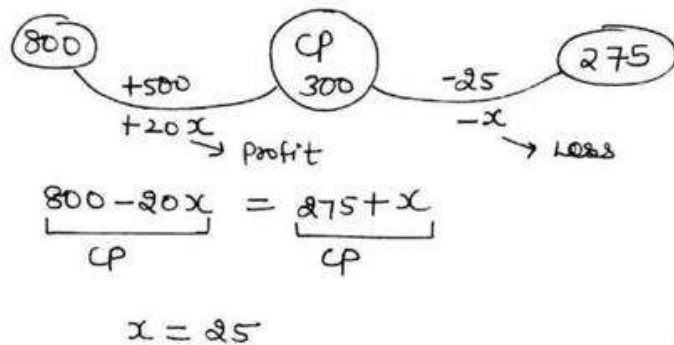 800 CP 275
+500 300 -25
+20x -x
→ Profit → Loss
800-20x = 275+x
CP CP
x = 25